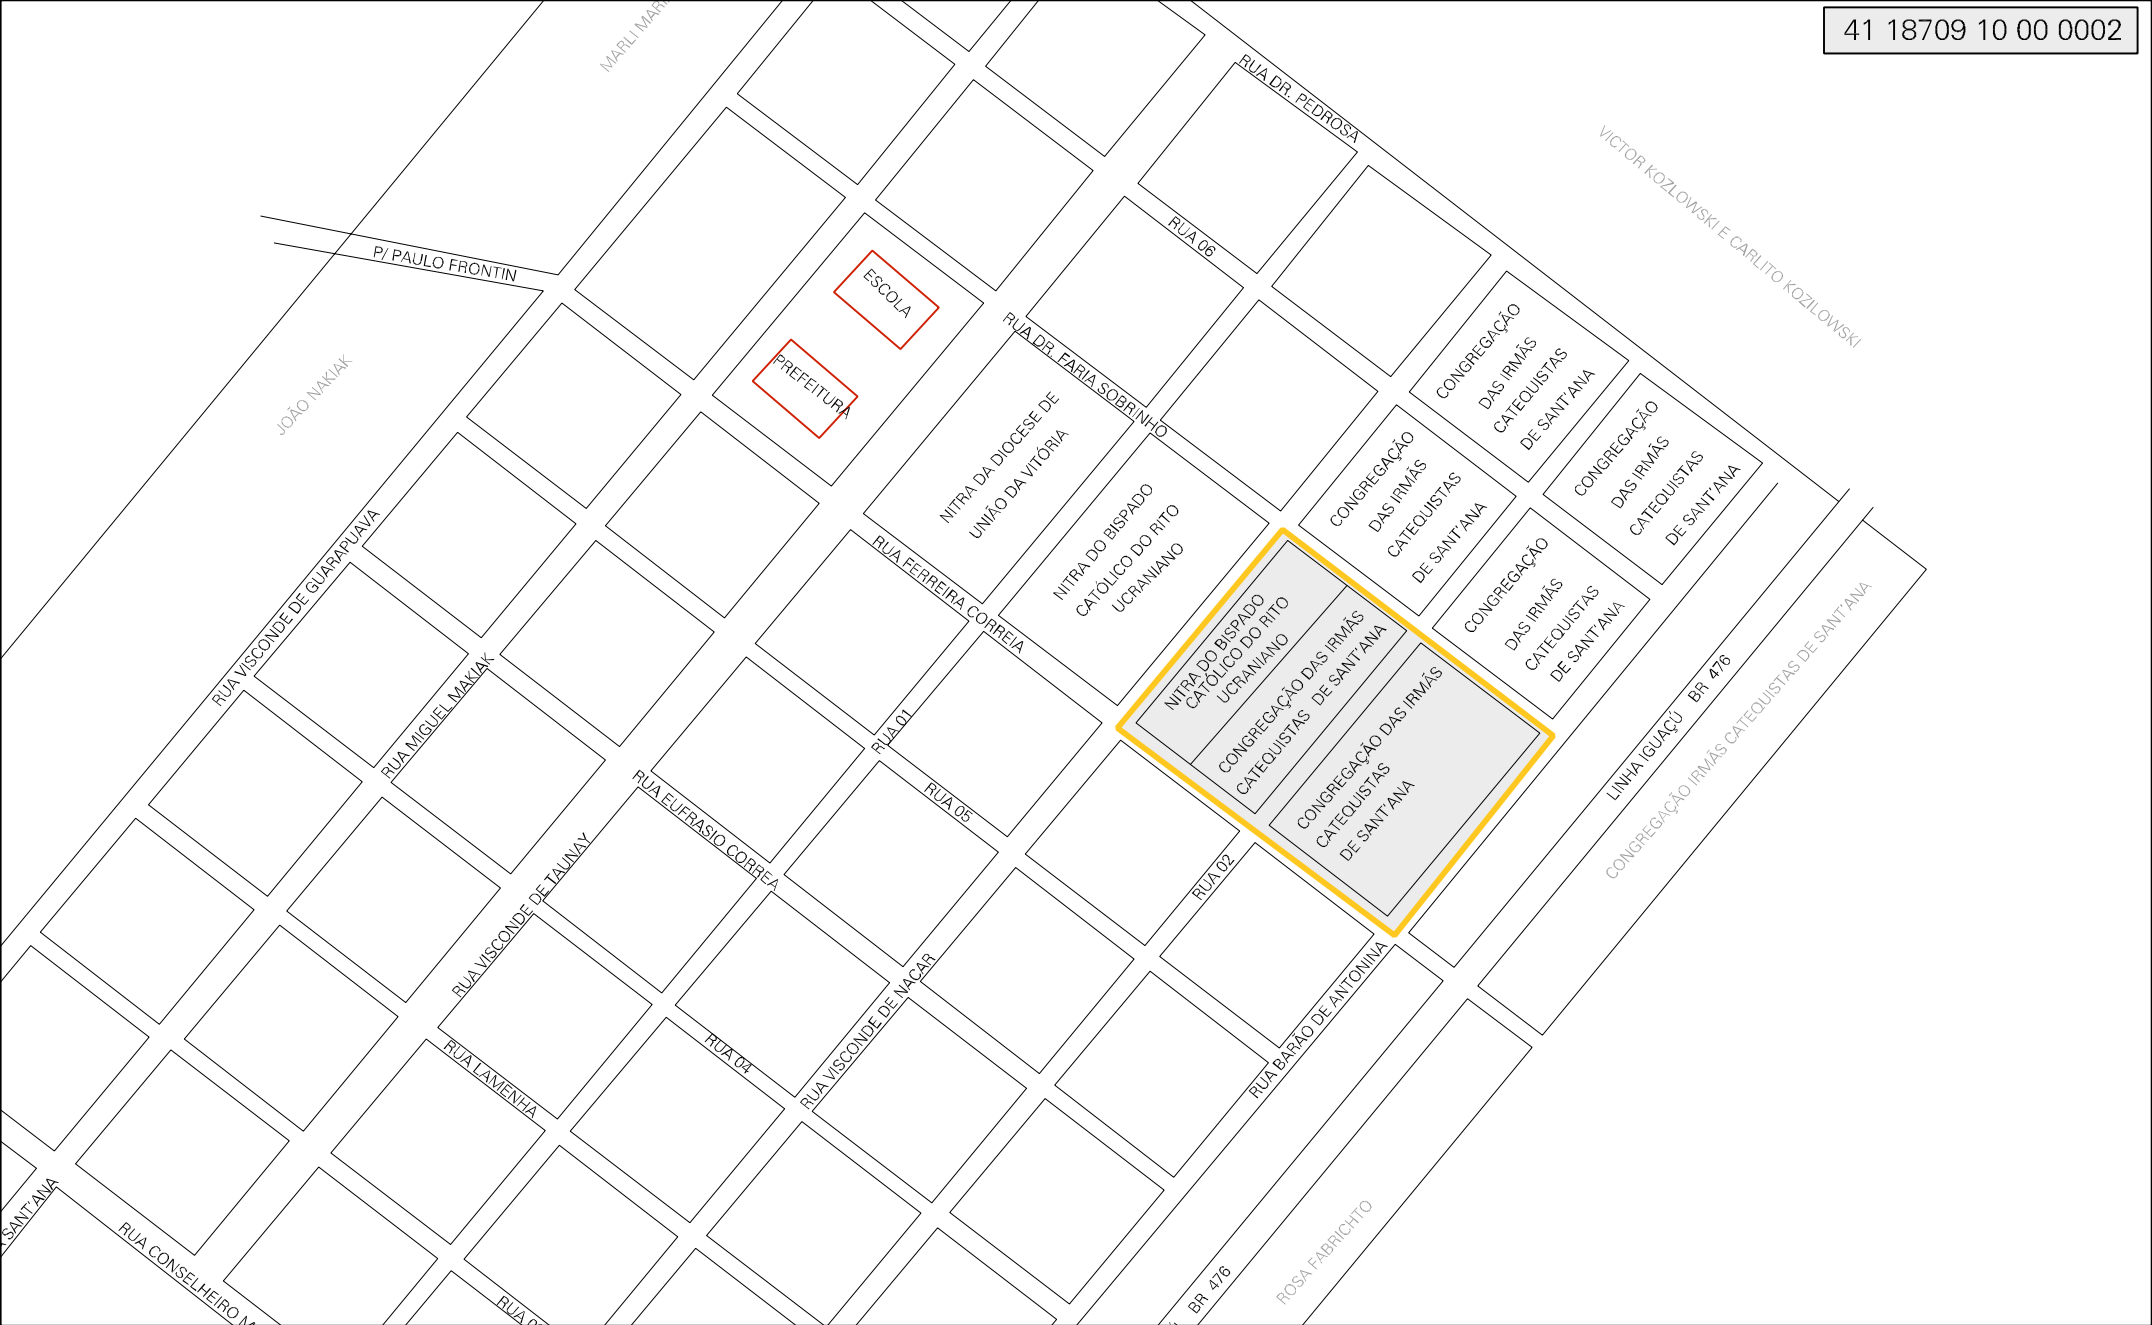 41 18709 10 00 0002
RUA DR. PEDROSA
VICTOR KOZLOWSKI E CARLITO KOZILOWSKI
RUA 06
P/ PAULO FRONTIN
ESCOLA
PREFEITURA
JOÃO NAKIAK
RUA DR. FARIA SOBRINHO
NITRA DA DIOCESE DE
UNIÃO DA VITÓRIA
NITRA DO BISPADO
CATÓLICO DO RITO
UCRANIANO
CONGREGAÇÃO
DAS IRMÃS
CATEQUISTAS
DE SANT'ANA
CONGREGAÇÃO
DAS IRMÃS
CATEQUISTAS
DE SANT'ANA
CONGREGAÇÃO
DAS IRMÃS
CATEQUISTAS
DE SANT'ANA
CONGREGAÇÃO
DAS IRMÃS
CATEQUISTAS
DE SANT'ANA
RUA VISCONDE DE GUARAPUAVA
RUA FERREIRA CORREIA
NITRA DO BISPADO
CATÓLICO DO RITO
UCRANIANO
CONGREGAÇÃO DAS IRMÃS
CATEQUISTAS DE SANT'ANA
CONGREGAÇÃO DAS IRMÃS
CATEQUISTAS
DE SANT'ANA
RUA MIGUEL MAKIAK
RUA 01
LINHA IGUAÇÚ BR 476
CONGREGAÇÃO IRMÃS CATEQUISTAS DE SANT'ANA
RUA EUFRASIO CORREA
RUA 05
RUA 02
RUA VISCONDE DE TAUNAY
RUA VISCONDE DE NACAR
RUA BARÃO DE ANTONINA
RUA LAMENHA
RUA 04
SANT'ANA
RUA CONSELHEIRO
BR 476
ROSA FABRICHTO